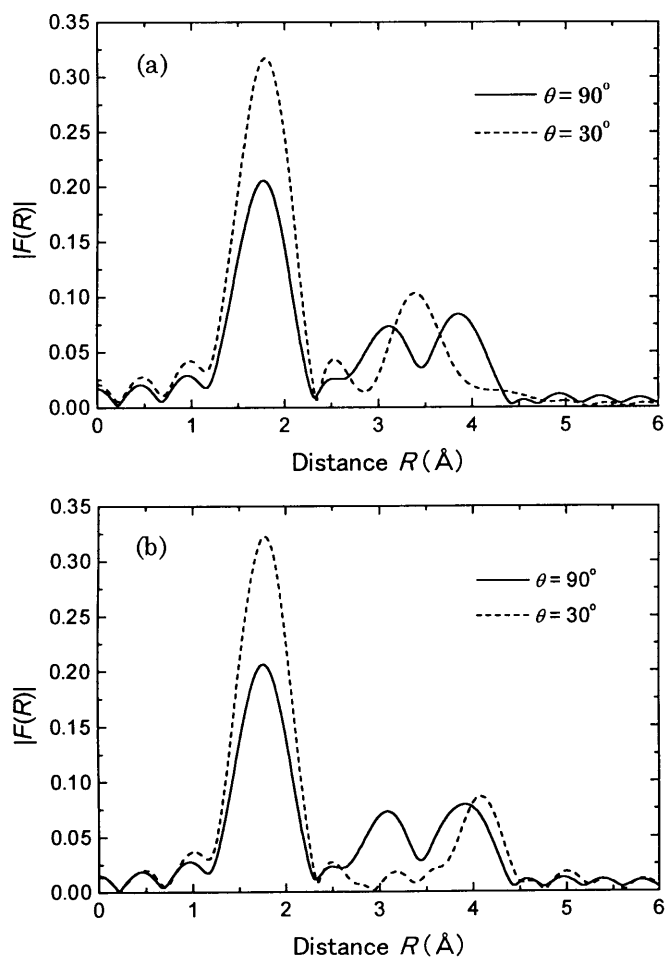 0.35
0.30
0.25
0.20
0.15
0.10
0.05
0.00
|F(R)|
(a)
θ = 90°
θ = 30°
0 1 2 3 4 5 6
Distance R (Å)
0.35
0.30
0.25
0.20
0.15
0.10
0.05
0.00
|F(R)|
(b)
θ = 90°
θ = 30°
0 1 2 3 4 5 6
Distance R (Å)